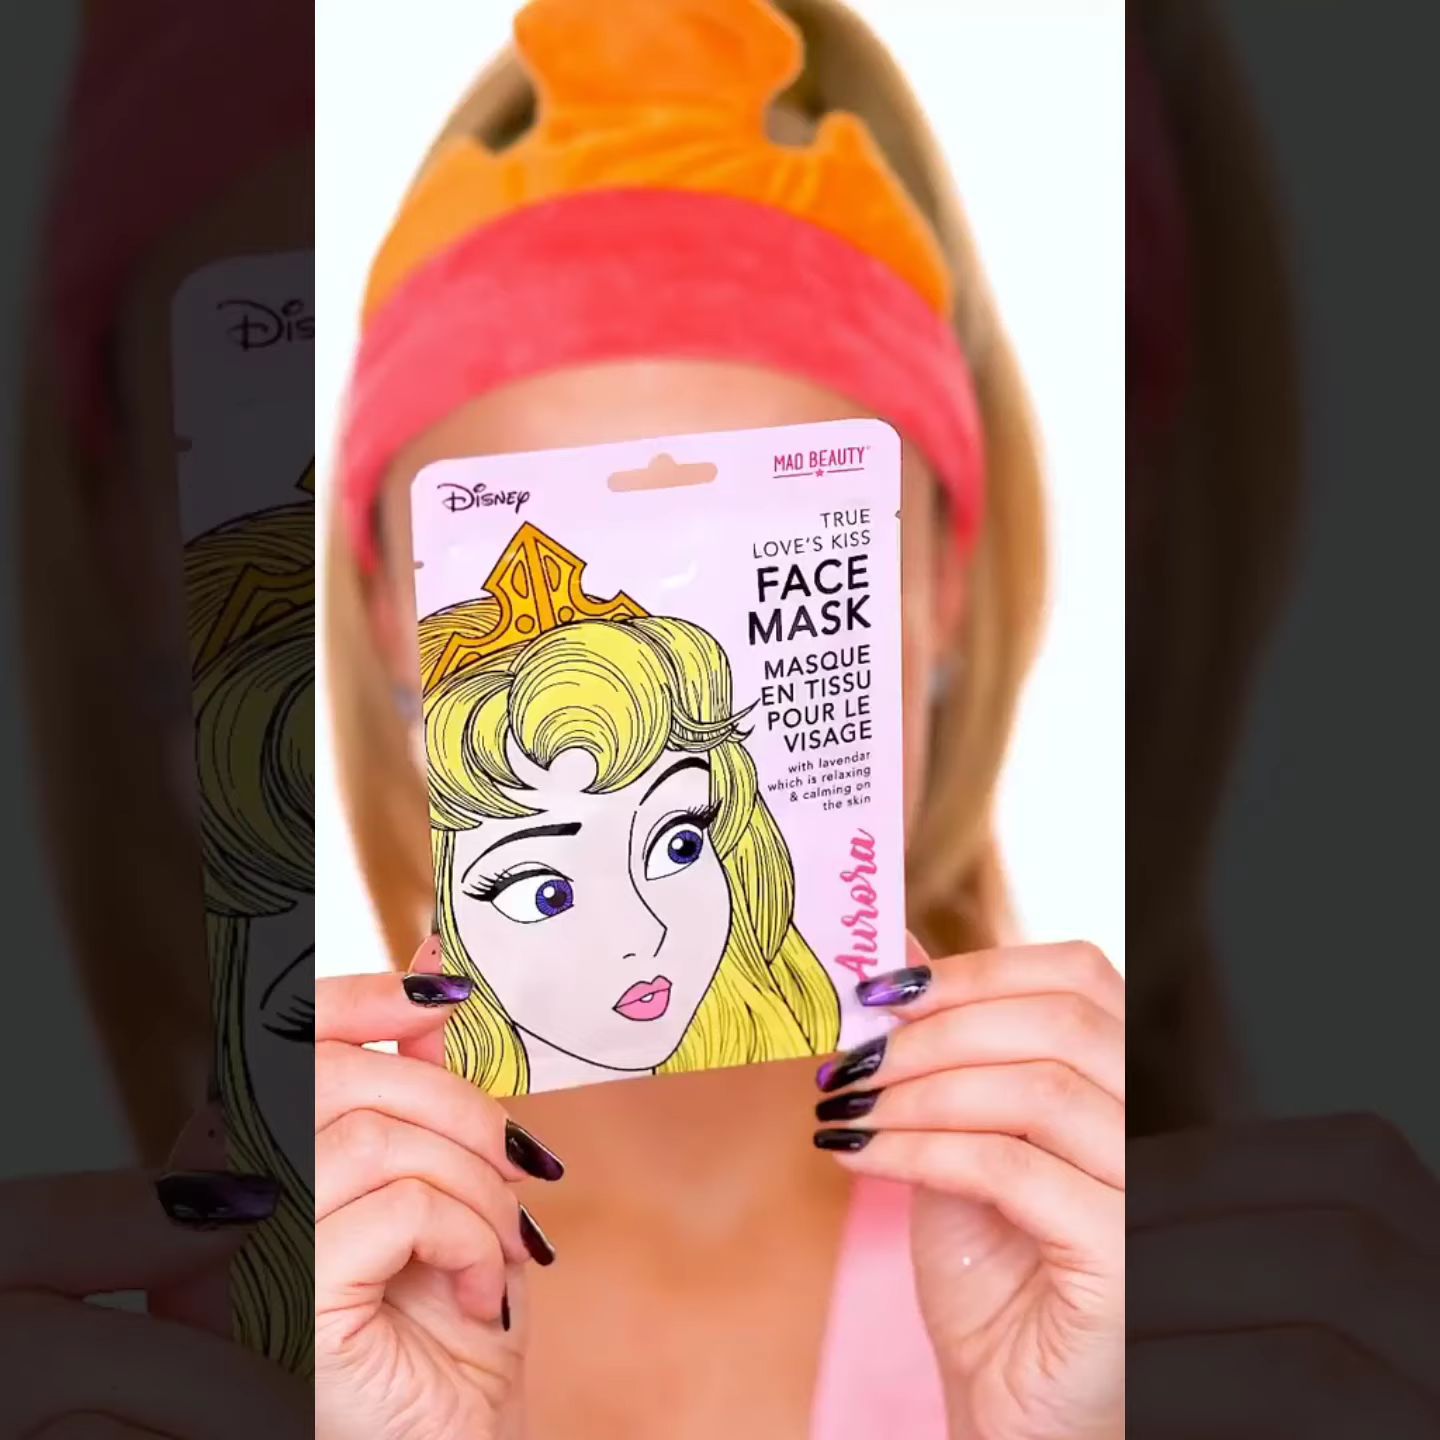 Disney
MAD BEAUTY
TRUE
LOVE'S KISS
FACE
MASK
MASQUE
EN TISSU
POUR LE
VISAGE
with lavendar
which is relaxing
& calming on
the skin
Aurora
Dis